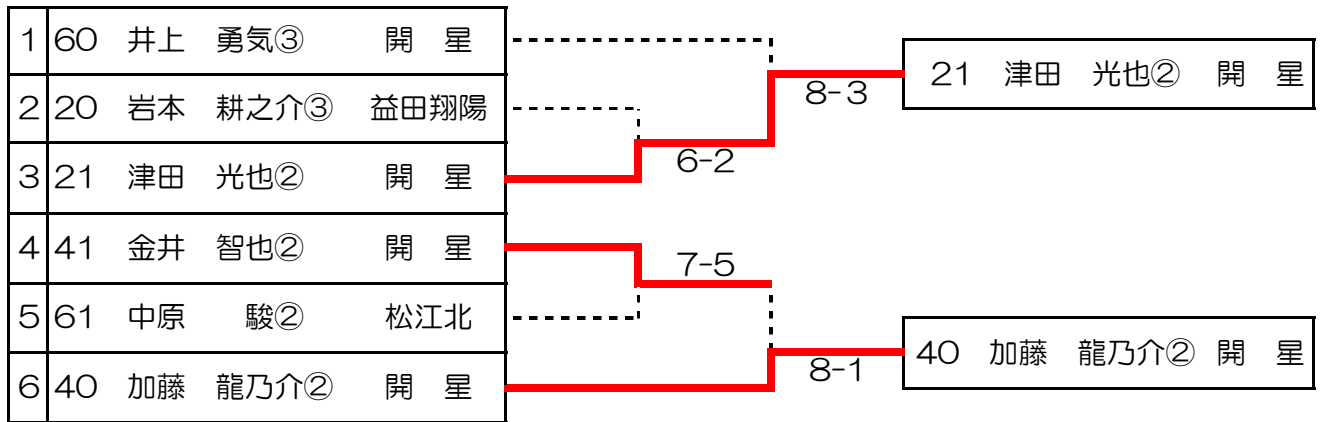 1 60 井上 勇気③ 開 星
2 20 岩本 耕之介③ 益田翔陽
3 21 津田 光也② 開 星
4 41 金井 智也② 開 星
5 61 中原 駿② 松江北
6 40 加藤 龍乃介② 開 星
6-2
7-5
8-3
8-1
21 津田 光也② 開 星
40 加藤 龍乃介② 開 星